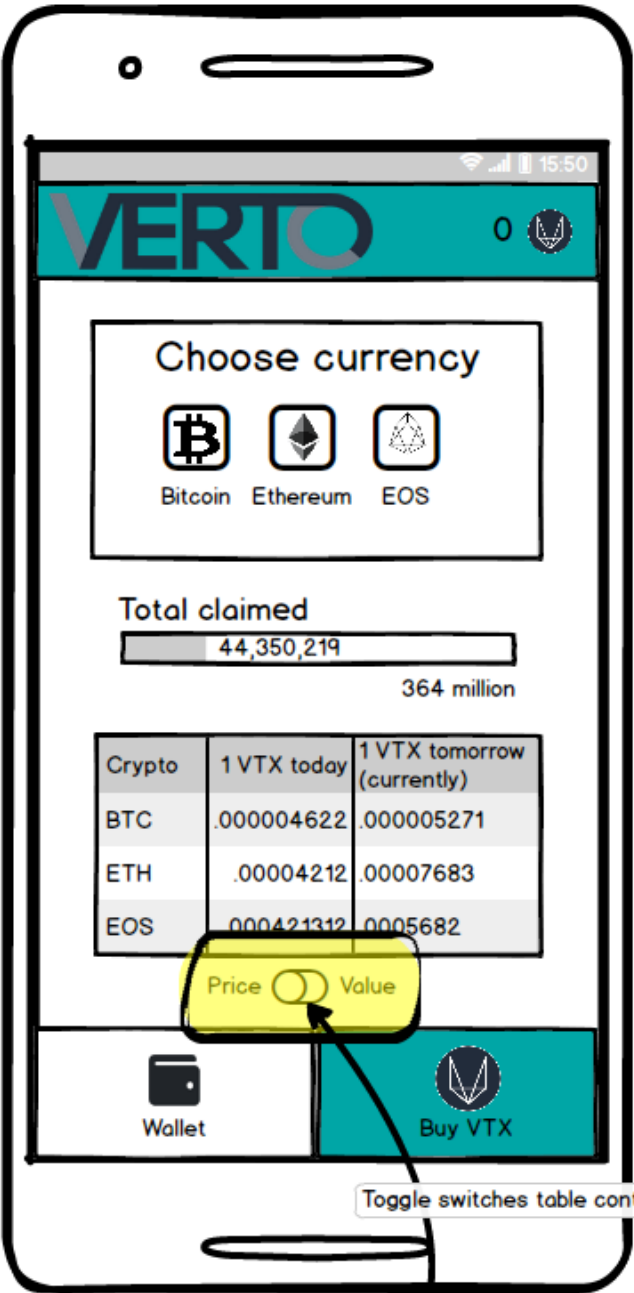 15:50
VERTO
0
Choose currency
Bitcoin Ethereum EOS
Total claimed
44,350,219
364 million
Crypto 1 VTX today 1 VTX tomorrow
(currently)
BTC .000004622 .000005271
ETH .00004212 .00007683
EOS .000421312 .0005682
Price Value
Wallet Buy VTX
Toggle switches table